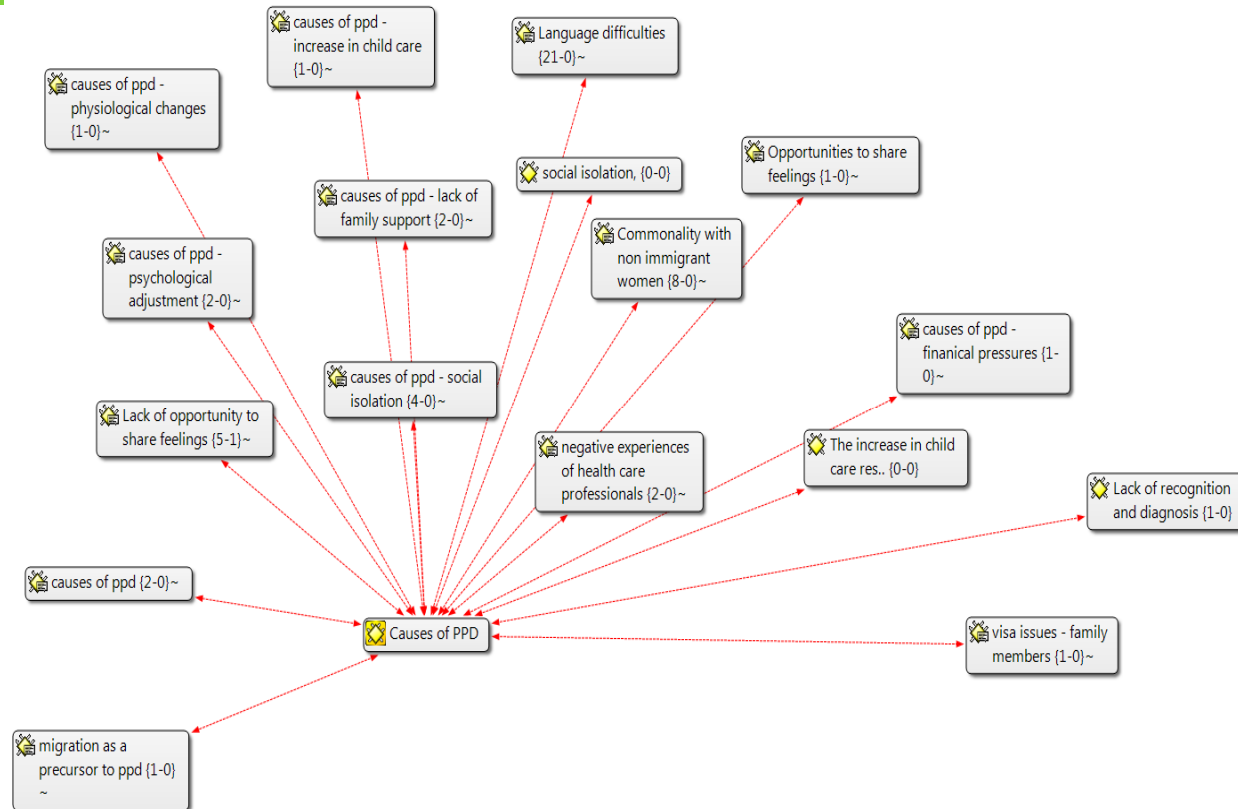 causes of ppd -
increase in child care
{1-0}~
Language difficulties
{21-0}~
causes of ppd -
physiological changes
{1-0}~
Opportunities to share
feelings {1-0}~
social isolation, {0-0}
causes of ppd - lack of
family support {2-0}~
Commonality with
non immigrant
women {8-0}~
causes of ppd -
psychological
adjustment {2-0}~
causes of ppd -
finanical pressures {1-
0}~
causes of ppd - social
isolation {4-0}~
Lack of opportunity to
share feelings {5-1}~
negative experiences
of health care
professionals {2-0}~
The increase in child
care res.. {0-0}
Lack of recognition
and diagnosis {1-0}
causes of ppd {2-0}~
Causes of PPD
visa issues - family
members {1-0}~
migration as a
precursor to ppd {1-0}
~